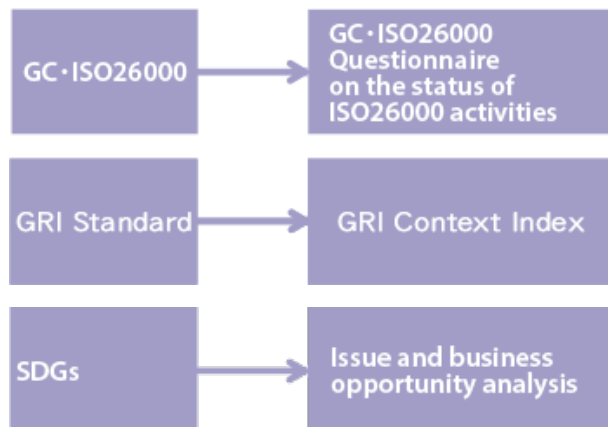 GC・ISO26000
GC・ISO26000
Questionnaire
on the status of
ISO26000 activities
GRI Standard
GRI Context Index
SDGs
Issue and business
opportunity analysis